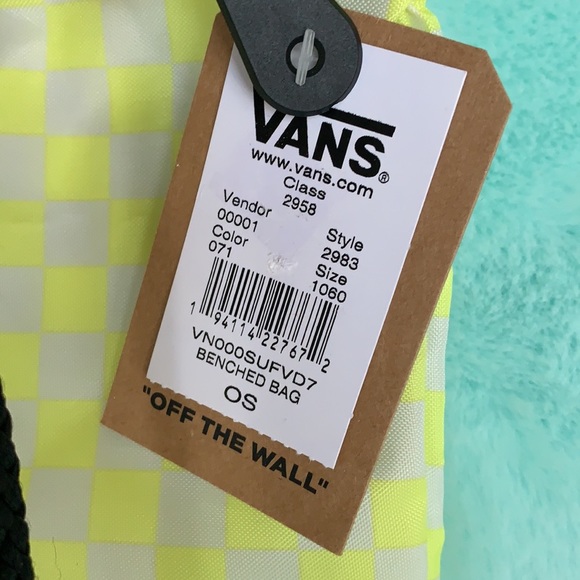 VANS®
www.vans.com
Class
2958
Vendor Style
00001 2983
Color Size
071 1060
1 94114 22767 2
VN000SUFVD7
BENCHED BAG
OS
"OFF THE WALL"